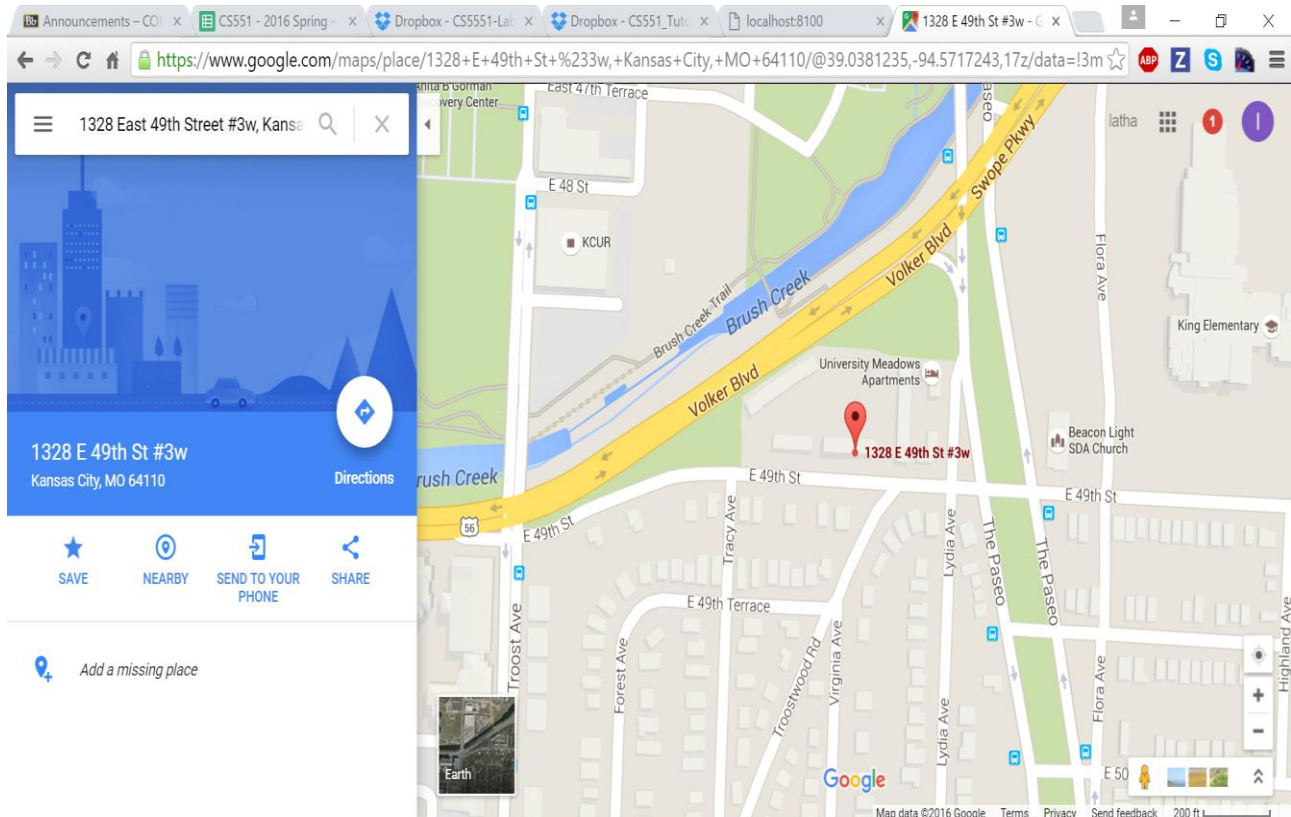 Announcements – CO
CS551 - 2016 Spring -
Dropbox - CS5551-La
Dropbox - CS551_Tuto
localhost:8100
1328 E 49th St #3w - G
https://www.google.com/maps/place/1328+E+49th+St+%233w,+Kansas+City,+MO+64110/@39.0381235,-94.5717243,17z/data=!3m
ABP
Z
1328 East 49th Street #3w, Kansa
1328 E 49th St #3w
Kansas City, MO 64110
Directions
SAVE
NEARBY
SEND TO YOUR
PHONE
SHARE
Add a missing place
Anita B Gorman
Discovery Center
East 47th Terrace
latha
1
E 48 St
KCUR
Swope Pkwy
Volker Blvd
Flora Ave
Brush Creek Trail
Brush Creek
King Elementary
University Meadows
Apartments
Volker Blvd
1328 E 49th St #3w
Beacon Light
SDA Church
Brush Creek
E 49th St
E 49th St
56
E 49th St
Tracy Ave
Lydia Ave
The Paseo
The Paseo
E 49th Terrace
Troost Ave
Forest Ave
Troostwood Rd
Virginia Ave
Lydia Ave
Flora Ave
Highland Ave
Earth
Google
E 50
Map data ©2016 Google
Terms
Privacy
Send feedback
200 ft